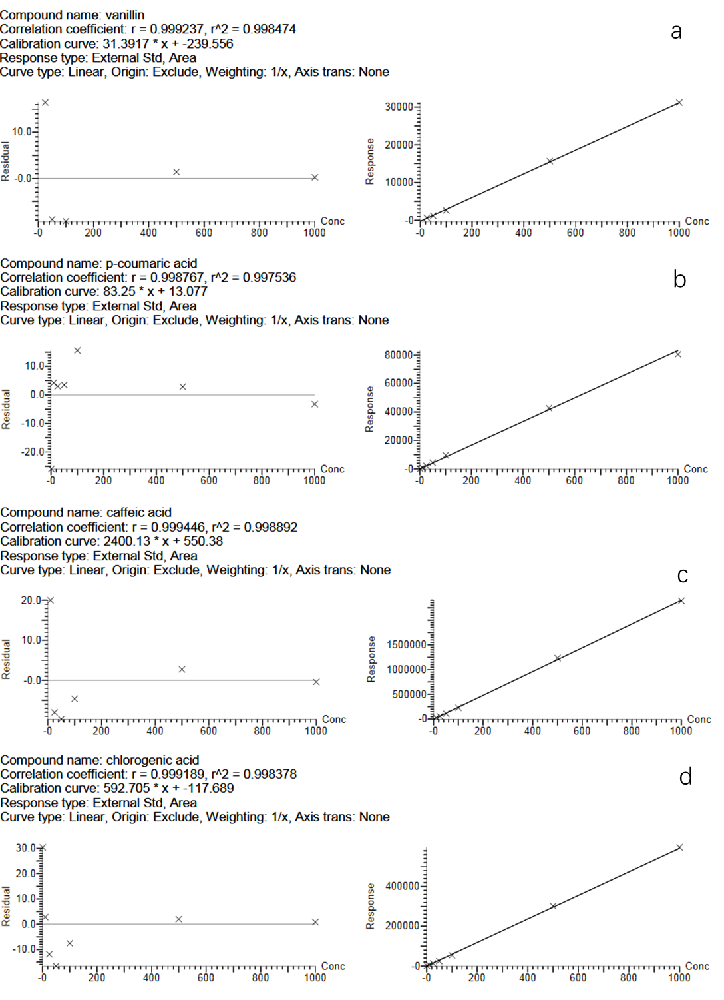 Compound name: vanillin
Correlation coefficient: r = 0.999237, r^2 = 0.998474
Calibration curve: 31.3917 * x + -239.556
Response type: External Std, Area
Curve type: Linear, Origin: Exclude, Weighting: 1/x, Axis trans: None
a
10.0
-0.0
Residual
Conc
-0 200 400 600 800 1000
30000
20000
10000
-0
Response
Conc
-0 200 400 600 800 1000
Compound name: p-coumaric acid
Correlation coefficient: r = 0.998767, r^2 = 0.997536
Calibration curve: 83.25 * x + 13.077
Response type: External Std, Area
Curve type: Linear, Origin: Exclude, Weighting: 1/x, Axis trans: None
b
10.0
0.0
-10.0
-20.0
Residual
Conc
-0 200 400 600 800 1000
80000
60000
40000
20000
-0
Response
Conc
-0 200 400 600 800 1000
Compound name: caffeic acid
Correlation coefficient: r = 0.999446, r^2 = 0.998892
Calibration curve: 2400.13 * x + 550.38
Response type: External Std, Area
Curve type: Linear, Origin: Exclude, Weighting: 1/x, Axis trans: None
c
20.0
10.0
-0.0
Residual
Conc
-0 200 400 600 800 1000
1500000
1000000
500000
-0
Response
Conc
-0 200 400 600 800 1000
Compound name: chlorogenic acid
Correlation coefficient: r = 0.999189, r^2 = 0.998378
Calibration curve: 592.705 * x + -117.689
Response type: External Std, Area
Curve type: Linear, Origin: Exclude, Weighting: 1/x, Axis trans: None
d
30.0
20.0
10.0
0.0
-10.0
Residual
Conc
-0 200 400 600 800 1000
400000
200000
-0
Response
Conc
-0 200 400 600 800 1000